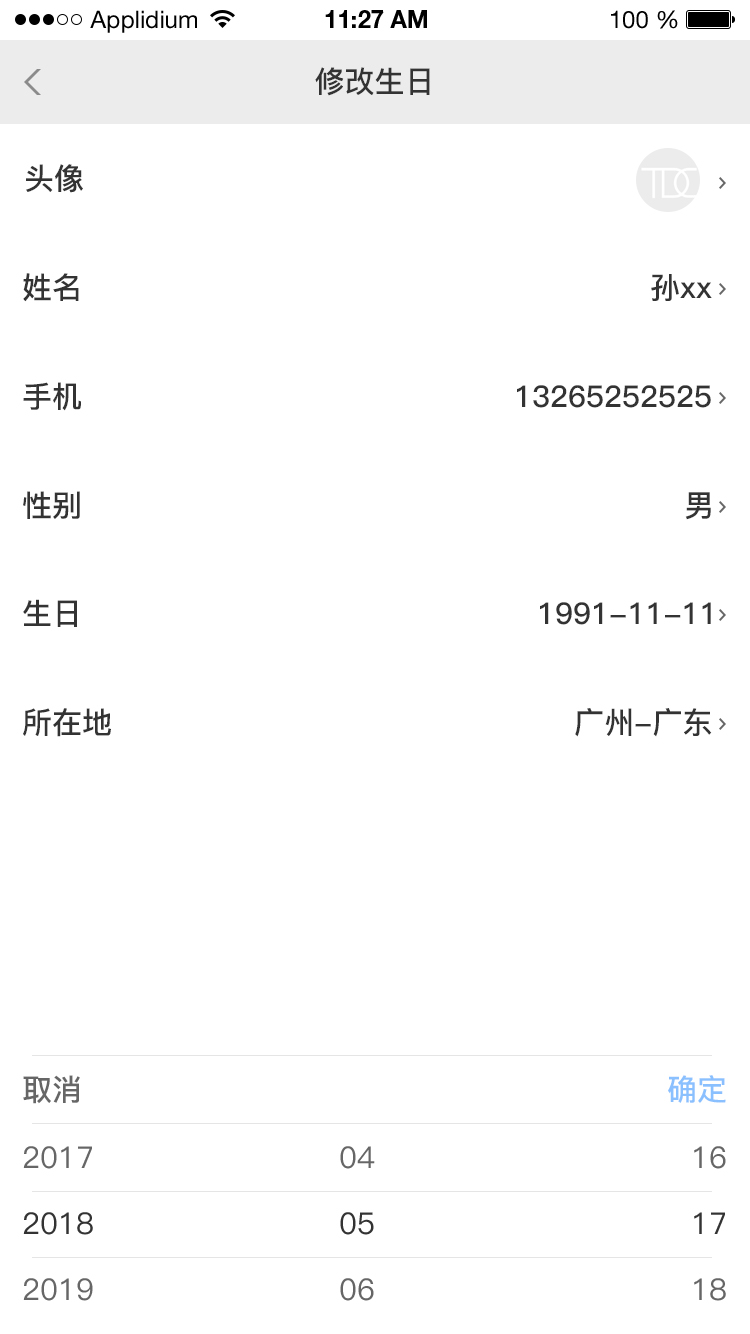 Applidium 11:27 AM 100 %
修改生日
头像 TDC ›
姓名 孙xx ›
手机 13265252525 ›
性别 男 ›
生日 1991–11–11 ›
所在地 广州–广东 ›
取消 确定
2017 04 16
2018 05 17
2019 06 18